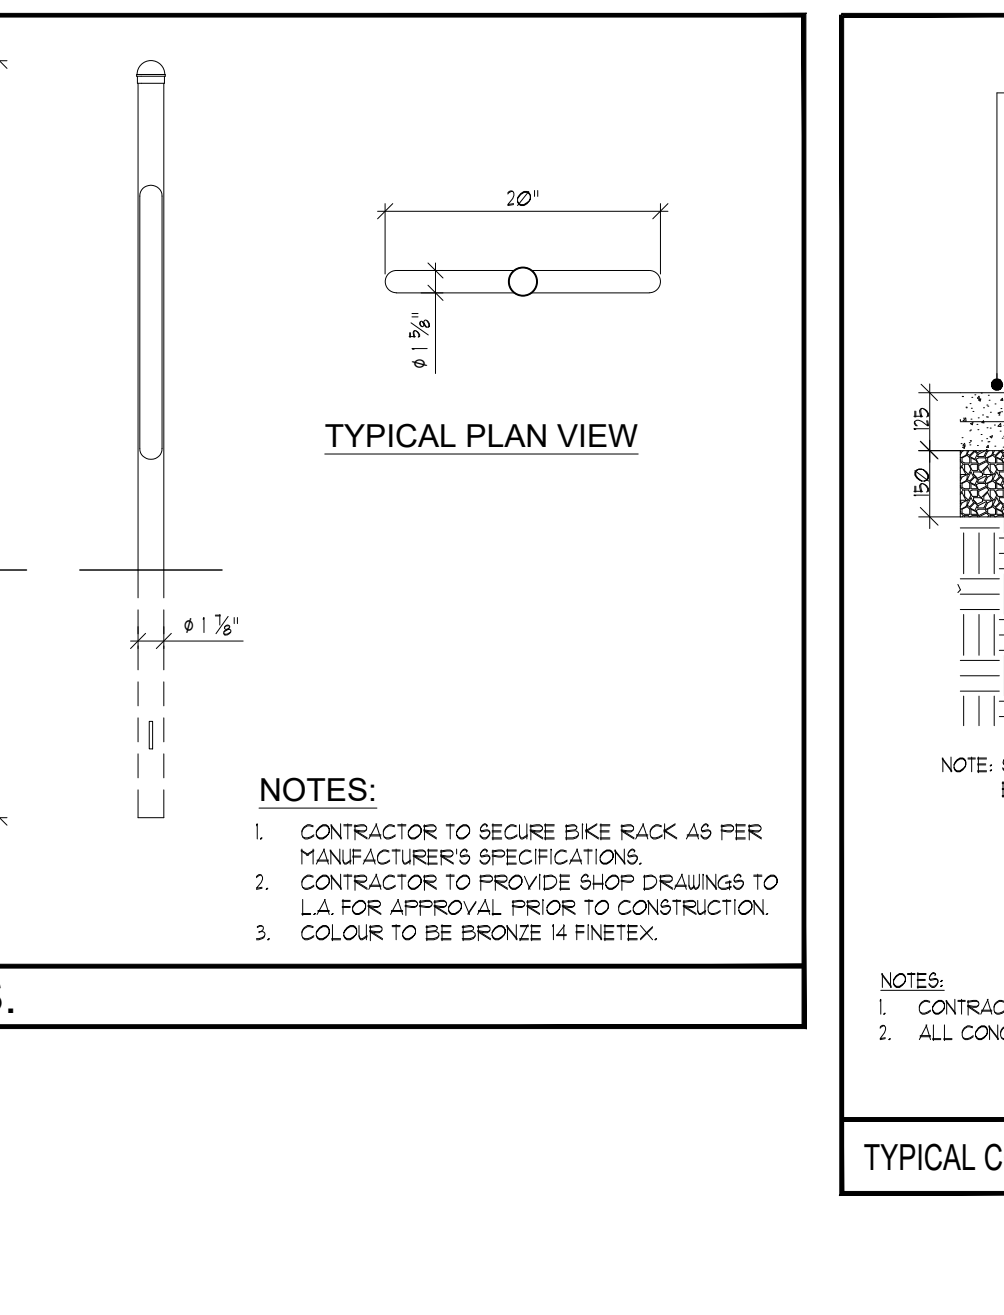 20"
ø 1 5/8"
TYPICAL PLAN VIEW
ø 1 7/8"
NOTES:
1. CONTRACTOR TO SECURE BIKE RACK AS PER
MANUFACTURER'S SPECIFICATIONS.
2. CONTRACTOR TO PROVIDE SHOP DRAWINGS TO
L.A. FOR APPROVAL PRIOR TO CONSTRUCTION.
3. COLOUR TO BE BRONZE 14 FINETEX.
125
150
NOTE:
NOTES:
1.
2. ALL
TYPICAL